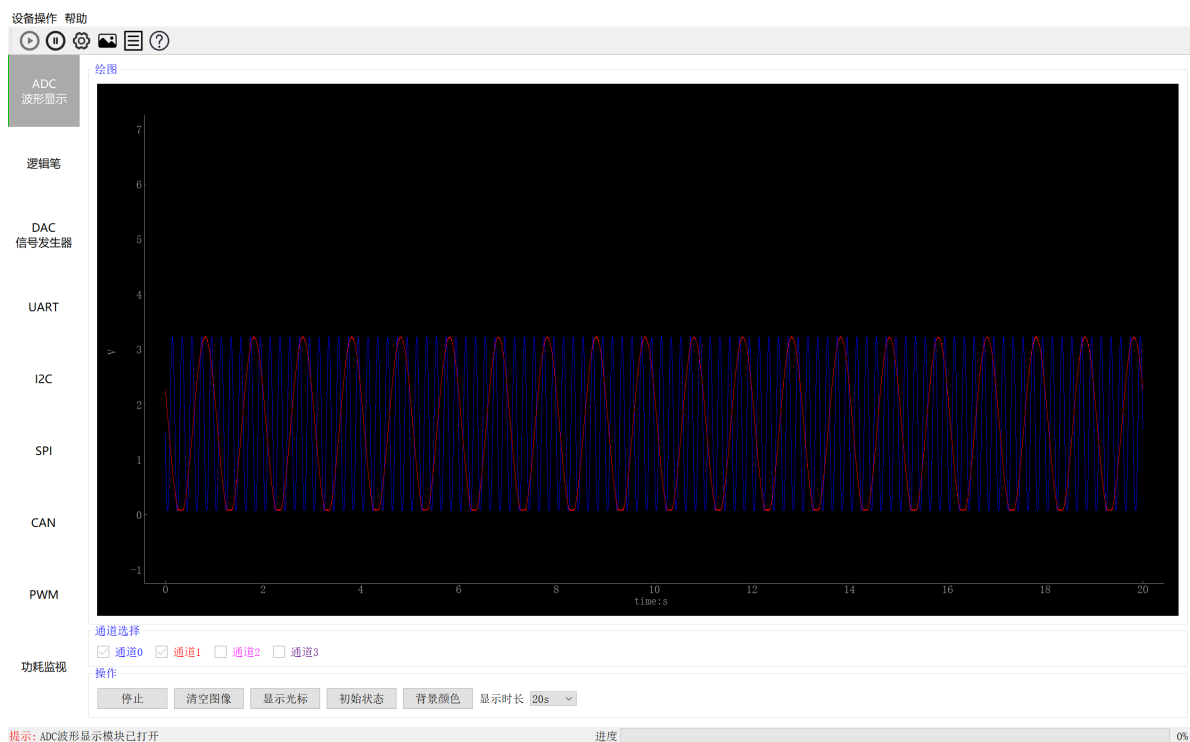 设备操作 帮助
ADC
波形显示
逻辑笔
DAC
信号发生器
UART
I2C
SPI
CAN
PWM
功耗监视
绘图
7
6
5
4
3
2
1
0
-1
V
0 2 4 6 8 10 12 14 16 18 20
time:s
通道选择
通道0 通道1 通道2 通道3
操作
停止 清空图像 显示光标 初始状态 背景颜色 显示时长 20s
提示: ADC波形显示模块已打开 进度 0%